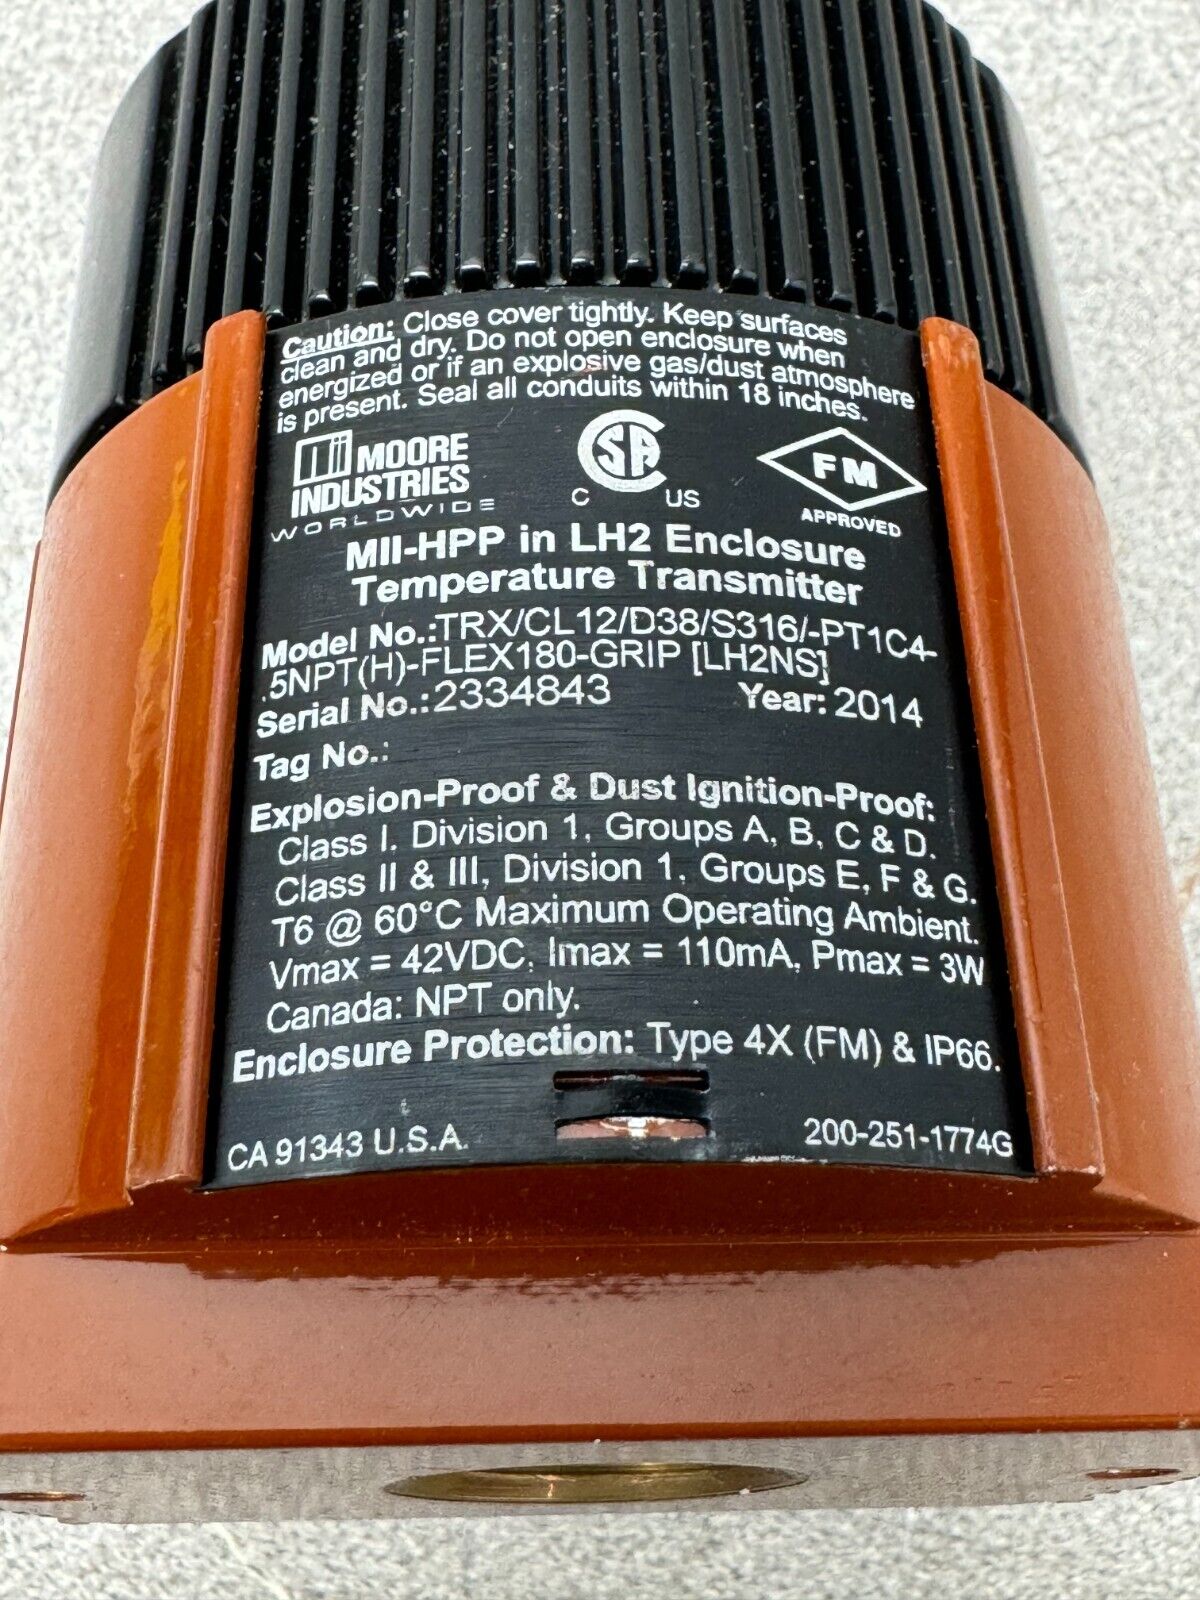 Caution: Close cover tightly. Keep surfaces
clean and dry. Do not open enclosure when
energized or if an explosive gas/dust atmosphere
is present. Seal all conduits within 18 inches.
MOORE
INDUSTRIES
WORLDWIDE
C SA US
FM
APPROVED
MII-HPP in LH2 Enclosure
Temperature Transmitter
Model No.:TRX/CL12/D38/S316/-PT1C4-
.5NPT(H)-FLEX180-GRIP [LH2NS]
Serial No.:2334843 Year: 2014
Tag No.:
Explosion-Proof & Dust Ignition-Proof:
Class I. Division 1, Groups A, B, C & D.
Class II & III, Division 1, Groups E, F & G.
T6 @ 60°C Maximum Operating Ambient.
Vmax = 42VDC, Imax = 110mA, Pmax = 3W
Canada: NPT only.
Enclosure Protection: Type 4X (FM) & IP66.
CA 91343 U.S.A. 200-251-1774G